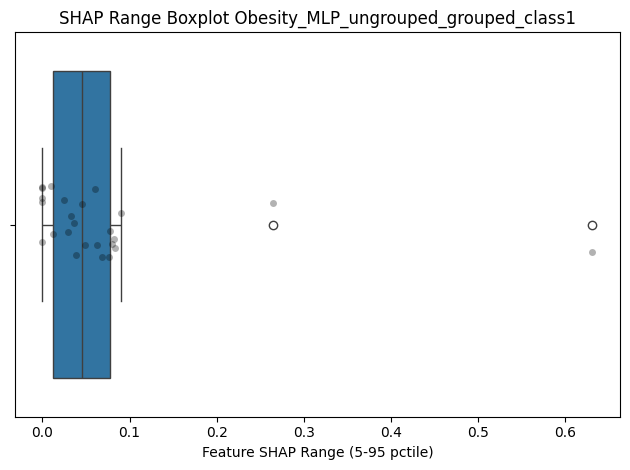 SHAP Range Boxplot Obesity_MLP_ungrouped_grouped_class1
0.0 0.1 0.2 0.3 0.4 0.5 0.6
Feature SHAP Range (5-95 pctile)